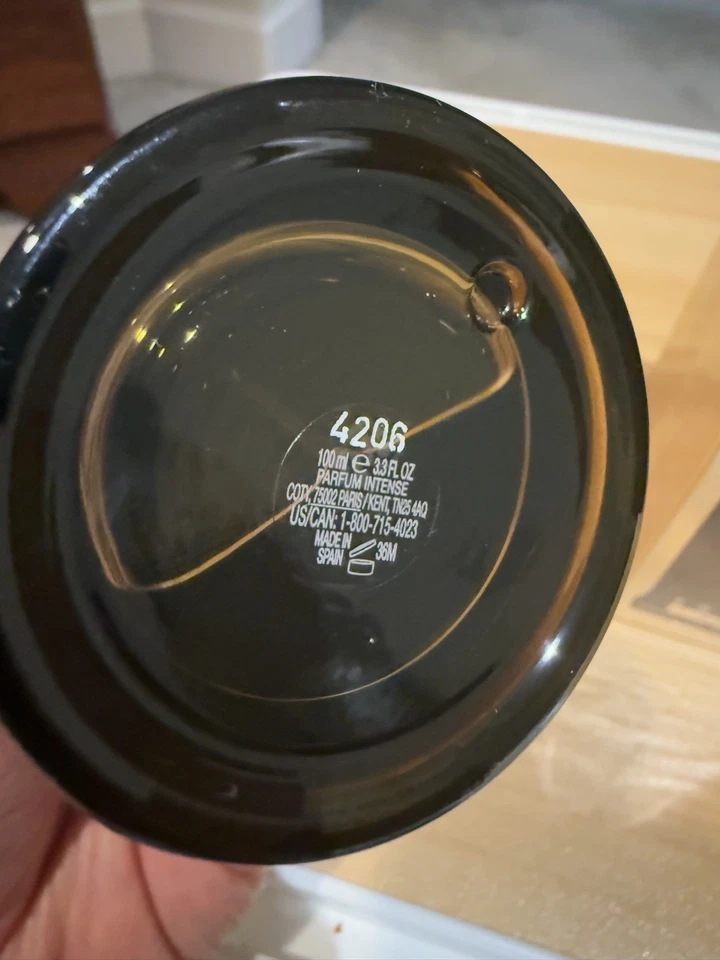 4206
100 ml e 3.3 FL OZ
PARFUM INTENSE
COTY, 75002 PARIS / KENT, TN25 4AQ
US/CAN: 1-800-715-4023
MADE IN
SPAIN 36M